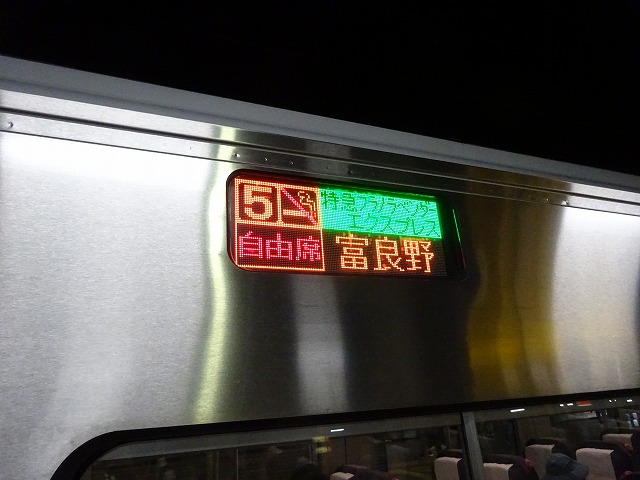 5
特急フラノラベンダー
エクスプレス
自由席
富良野